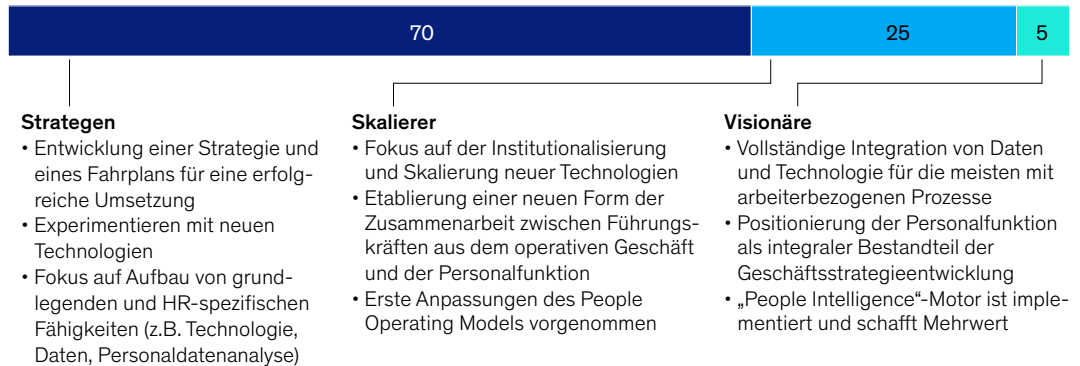 70
25
5
Strategen
• Entwicklung einer Strategie und
eines Fahrplans für eine erfolg-
reiche Umsetzung
• Experimentieren mit neuen
Technologien
• Fokus auf Aufbau von grund-
legenden und HR-spezifischen
Fähigkeiten (z.B. Technologie,
Daten, Personaldatenanalyse)
Skalierer
• Fokus auf der Institutionalisierung
und Skalierung neuer Technologien
• Etablierung einer neuen Form der
Zusammenarbeit zwischen Führungs-
kräften aus dem operativen Geschäft
und der Personalfunktion
• Erste Anpassungen des People
Operating Models vorgenommen
Visionäre
• Vollständige Integration von Daten
und Technologie für die meisten mit
arbeiterbezogenen Prozesse
• Positionierung der Personalfunktion
als integraler Bestandteil der
Geschäftsstrategieentwicklung
• „People Intelligence“-Motor ist imple-
mentiert und schafft Mehrwert